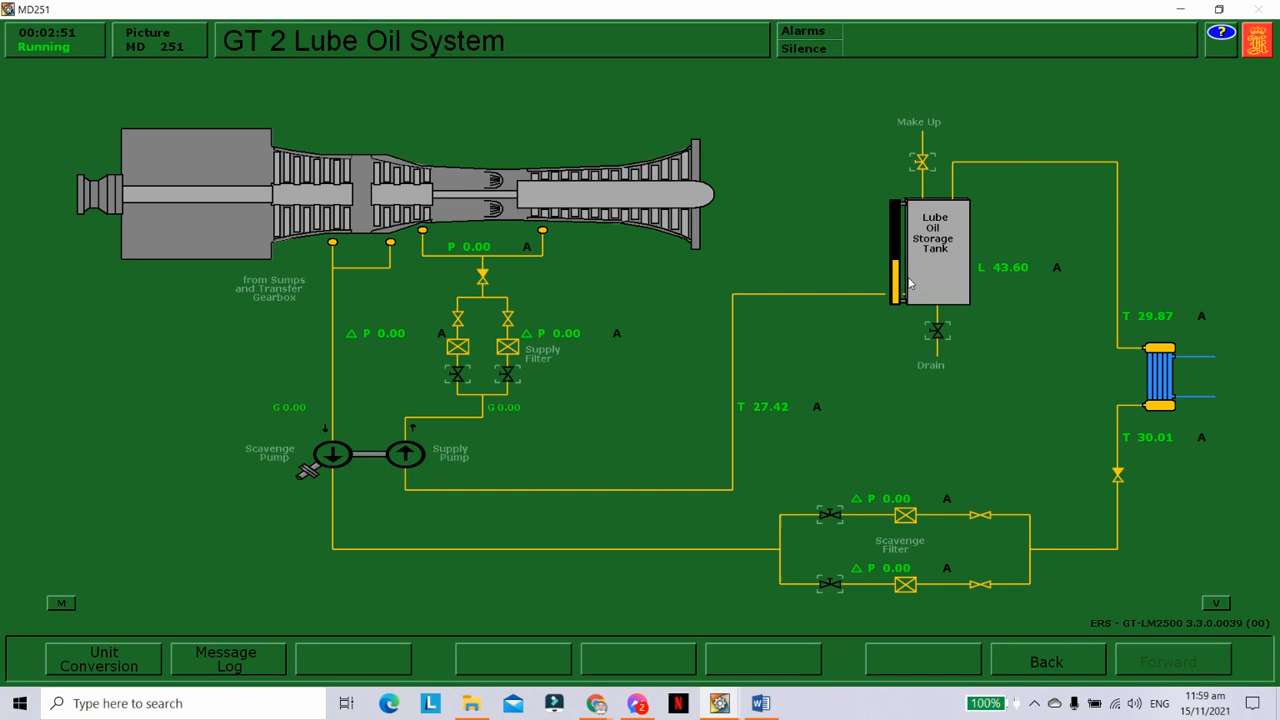 MD251
00:02:51
Running
Picture
MD 251
GT 2 Lube Oil System
Alarms
Silence
?
Make Up
Lube
Oil
Storage
Tank
L 43.60 A
P 0.00 A
from Sumps
and Transfer
Gearbox
△ P 0.00 A
△ P 0.00 A
Supply
Filter
T 29.87 A
Drain
G 0.00
G 0.00
T 27.42 A
Scavenge
Pump
Supply
Pump
T 30.01 A
△ P 0.00 A
Scavenge
Filter
△ P 0.00 A
M
V
ERS - GT-LM2500 3.3.0.0039 (00)
Unit
Conversion
Message
Log
Back
Forward
Type here to search
L
2
N
W
100%
11:59 am
15/11/2021